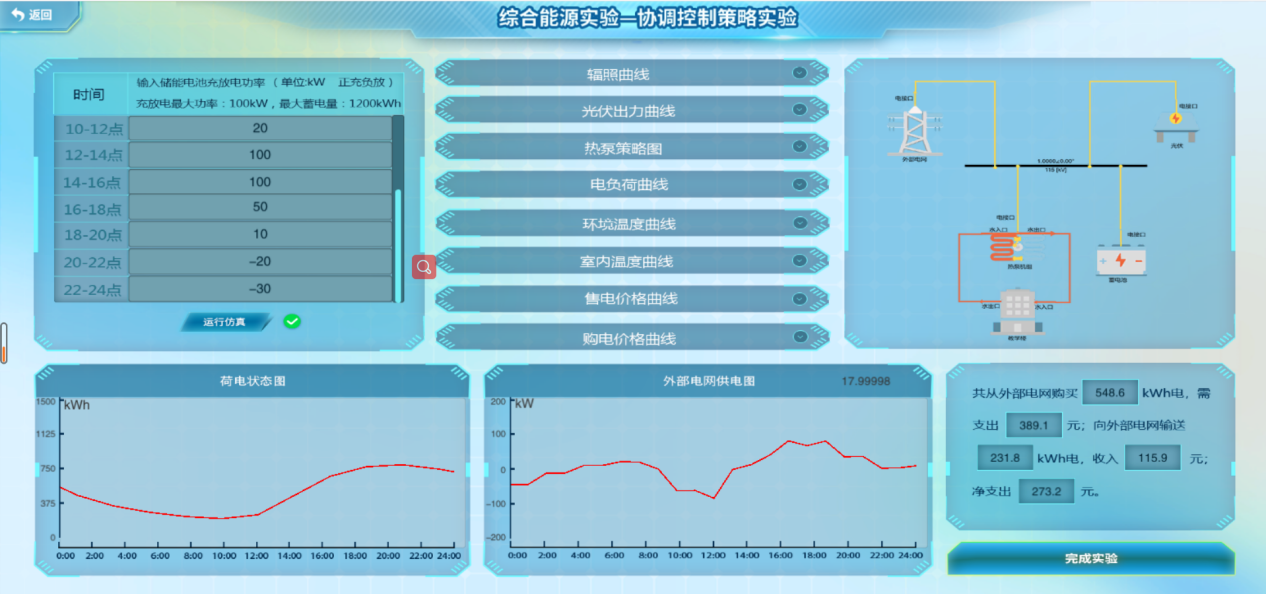 返回
综合能源实验—协调控制策略实验
时间
输入储能电池充放电功率（单位:kW 正充负放）
充放电最大功率：100kW，最大蓄电量：1200kWh
10-12点 20
12-14点 100
14-16点 100
16-18点 50
18-20点 10
20-22点 -20
22-24点 -30
运行仿真
辐照曲线
光伏出力曲线
热泵策略图
电负荷曲线
环境温度曲线
室内温度曲线
售电价格曲线
购电价格曲线
电接口
电接口
外部电网
光伏
1.0000∠0.00°
110 [kV]
电接口
水入口 水出口
电接口
热泵机组
蓄电池
水出口 水入口
教学楼
荷电状态图
1500 kWh
1125
750
375
0
0:00 2:00 4:00 6:00 8:00 10:00 12:00 14:00 16:00 18:00 20:00 22:00 24:00
外部电网供电图 17.99998
200 kW
100
0
-100
-200
0:00 2:00 4:00 6:00 8:00 10:00 12:00 14:00 16:00 18:00 20:00 22:00 24:00
共从外部电网购买 548.6 kWh电，需
支出 389.1 元；向外部电网输送
231.8 kWh电，收入 115.9 元；
净支出 273.2 元。
完成实验